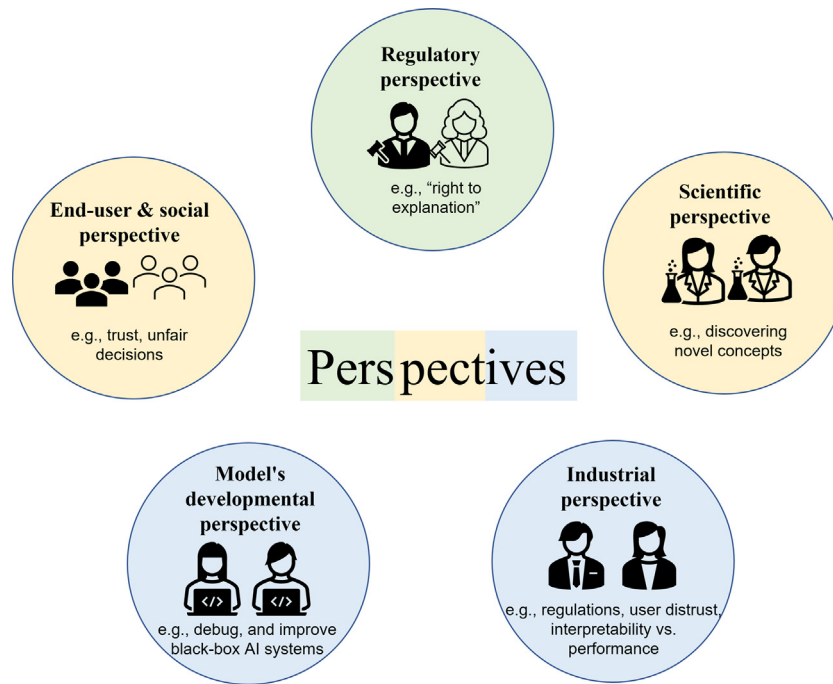 Regulatory
perspective
e.g., “right to
explanation”
End-user & social
perspective
e.g., trust, unfair
decisions
Scientific
perspective
e.g., discovering
novel concepts
Perspectives
Model's
developmental
perspective
</>
</>
e.g., debug, and improve
black-box AI systems
Industrial
perspective
e.g., regulations, user distrust,
interpretability vs.
performance